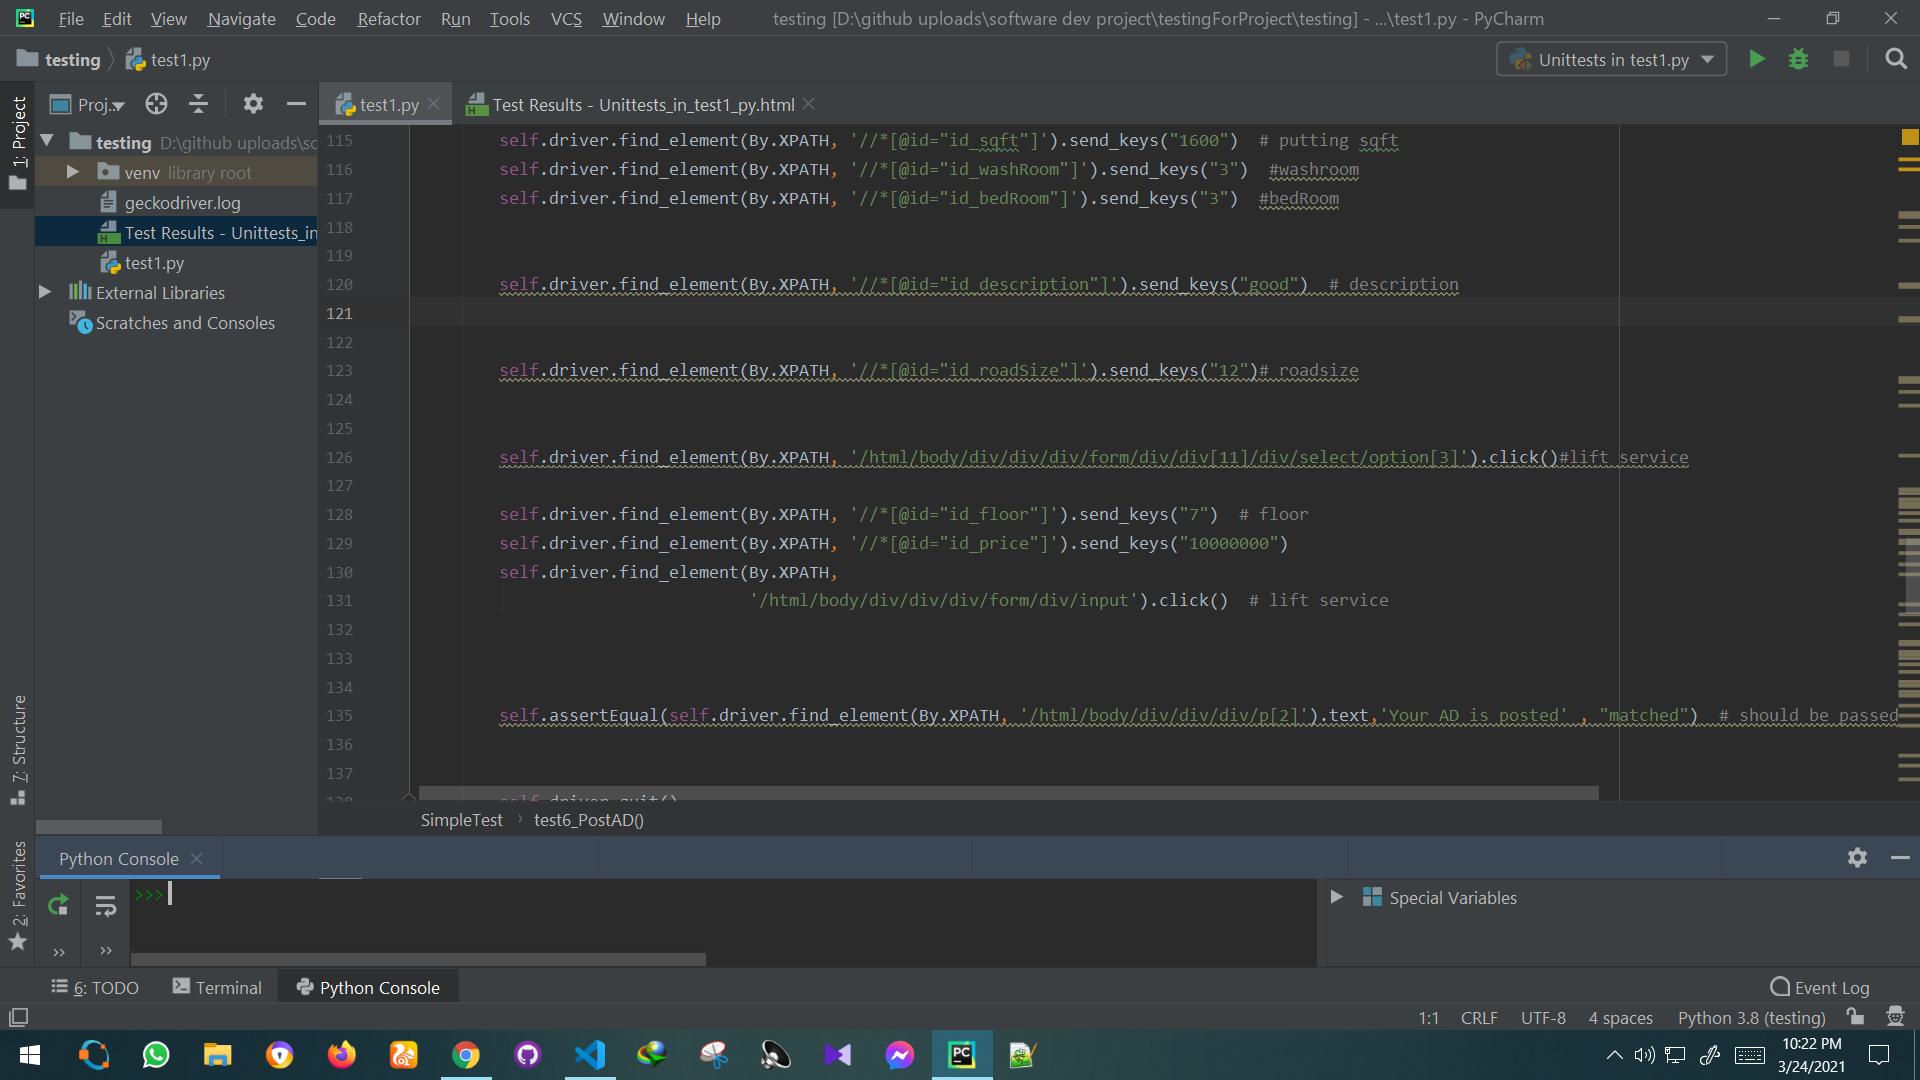 File Edit View Navigate Code Refactor Run Tools VCS Window Help testing [D:\github uploads\software dev project\testingForProject\testing] - ...\test1.py - PyCharm
testing test1.py Unittests in test1.py
Proj.. test1.py Test Results - Unittests_in_test1_py.html
1: Project
testing D:\github uploads\sc
venv library root
geckodriver.log
Test Results - Unittests_in
test1.py
External Libraries
Scratches and Consoles
115 self.driver.find_element(By.XPATH, '//*[@id="id_sqft"]').send_keys("1600") # putting sqft
116 self.driver.find_element(By.XPATH, '//*[@id="id_washRoom"]').send_keys("3") #washroom
117 self.driver.find_element(By.XPATH, '//*[@id="id_bedRoom"]').send_keys("3") #bedRoom
118
119
120 self.driver.find_element(By.XPATH, '//*[@id="id_description"]').send_keys("good") # description
121
122
123 self.driver.find_element(By.XPATH, '//*[@id="id_roadSize"]').send_keys("12")# roadsize
124
125
126 self.driver.find_element(By.XPATH, '/html/body/div/div/div/form/div/div[11]/div/select/option[3]').click()#lift service
127
128 self.driver.find_element(By.XPATH, '//*[@id="id_floor"]').send_keys("7") # floor
129 self.driver.find_element(By.XPATH, '//*[@id="id_price"]').send_keys("10000000")
130 self.driver.find_element(By.XPATH,
131 '/html/body/div/div/div/form/div/input').click() # lift service
132
133
134
135 self.assertEqual(self.driver.find_element(By.XPATH, '/html/body/div/div/div/p[2]').text,'Your AD is posted' , "matched") # should be passed
136
137
138 self.driver.quit()
SimpleTest test6_PostAD()
7: Structure
2: Favorites
Python Console
>>>
Special Variables
6: TODO Terminal Python Console Event Log
1:1 CRLF UTF-8 4 spaces Python 3.8 (testing)
10:22 PM
3/24/2021